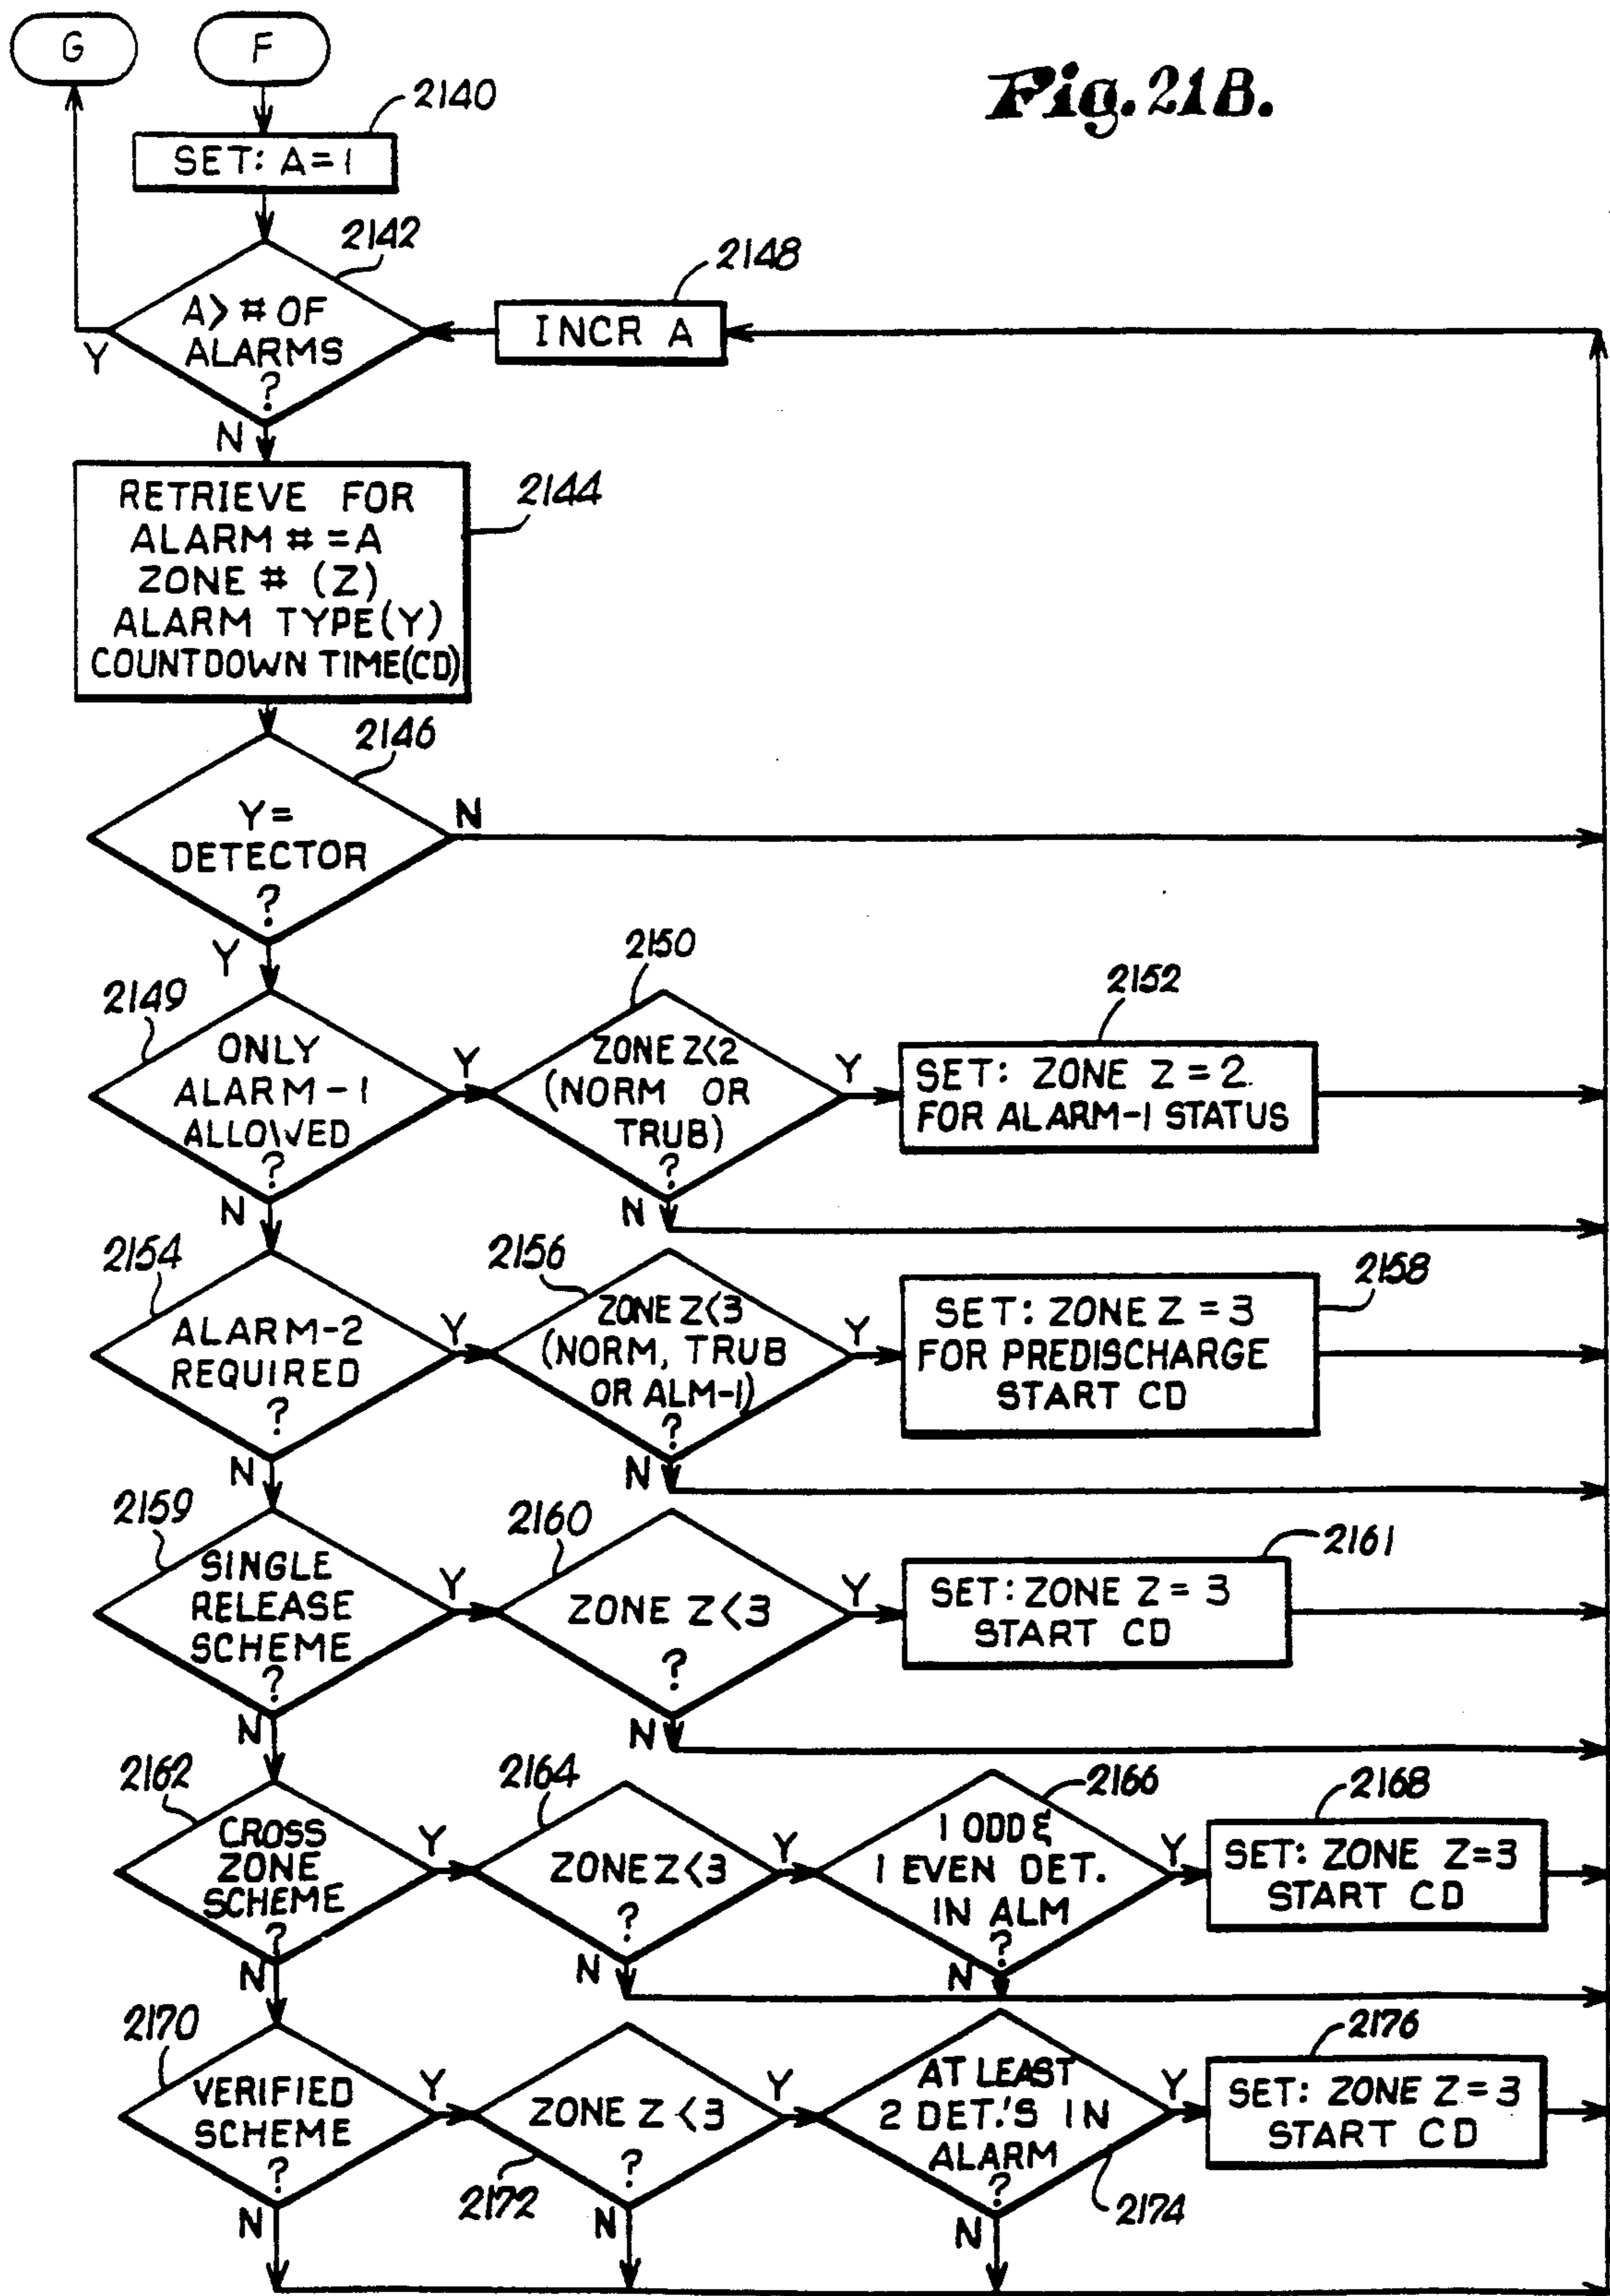 G
F
Fig. 21B.
2140
SET: A=1
2142
2148
A> # OF
ALARMS
?
INCR A
Y
N
RETRIEVE FOR
ALARM # =A
ZONE # (Z)
ALARM TYPE(Y)
COUNTDOWN TIME(CD)
2144
2146
Y=
DETECTOR
?
N
Y
2149
ONLY
ALARM-1
ALLOWED
?
Y
N
2150
ZONE Z<2
(NORM OR
TRUB)
?
Y
N
2152
SET: ZONE Z = 2.
FOR ALARM-1 STATUS
2154
ALARM-2
REQUIRED
?
Y
N
2156
ZONE Z<3
(NORM, TRUB
OR ALM-1)
?
Y
N
2158
SET: ZONE Z = 3
FOR PREDISCHARGE
START CD
2159
SINGLE
RELEASE
SCHEME
?
Y
N
2160
ZONE Z<3
?
Y
N
2161
SET: ZONE Z = 3
START CD
2162
CROSS
ZONE
SCHEME
?
Y
N
2164
ZONE Z<3
?
Y
N
2166
1 ODD &
1 EVEN DET.
IN ALM
?
Y
N
2168
SET: ZONE Z=3
START CD
2170
VERIFIED
SCHEME
?
Y
N
ZONE Z <3
?
2172
Y
N
AT LEAST
2 DET.'S IN
ALARM
?
2174
Y
N
2176
SET: ZONE Z=3
START CD